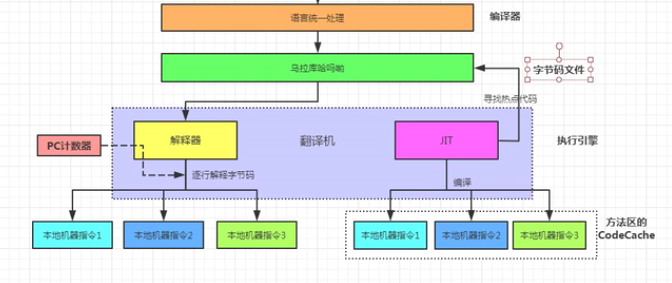 语言统一处理
编译器
乌拉库哈吗呦
字节码文件
寻找热点代码
解释器
翻译机
JIT
执行引擎
PC计数器
逐行解释字节码
编译
本地机器指令1
本地机器指令2
本地机器指令3
本地机器指令1
本地机器指令2
本地机器指令3
方法区的
CodeCache